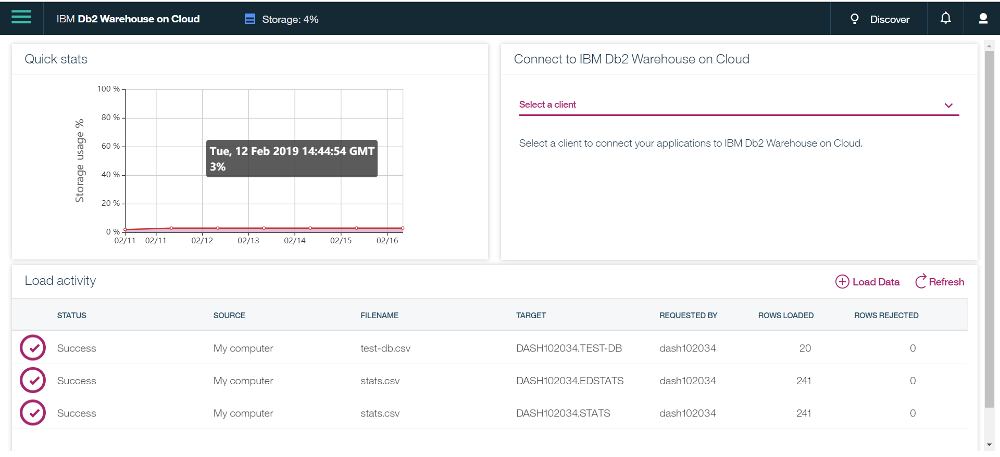 IBM Db2 Warehouse on Cloud
Storage: 4%
Discover
Quick stats
Storage usage %
100 %
80 %
60 %
40 %
20 %
0 %
02/11 02/11 02/12 02/13 02/14 02/15 02/16
Tue, 12 Feb 2019 14:44:54 GMT
3%
Connect to IBM Db2 Warehouse on Cloud
Select a client
Select a client to connect your applications to IBM Db2 Warehouse on Cloud.
Load activity
Load Data Refresh
STATUS SOURCE FILENAME TARGET REQUESTED BY ROWS LOADED ROWS REJECTED
Success My computer test-db.csv DASH102034.TEST-DB dash102034 20 0
Success My computer stats.csv DASH102034.EDSTATS dash102034 241 0
Success My computer stats.csv DASH102034.STATS dash102034 241 0